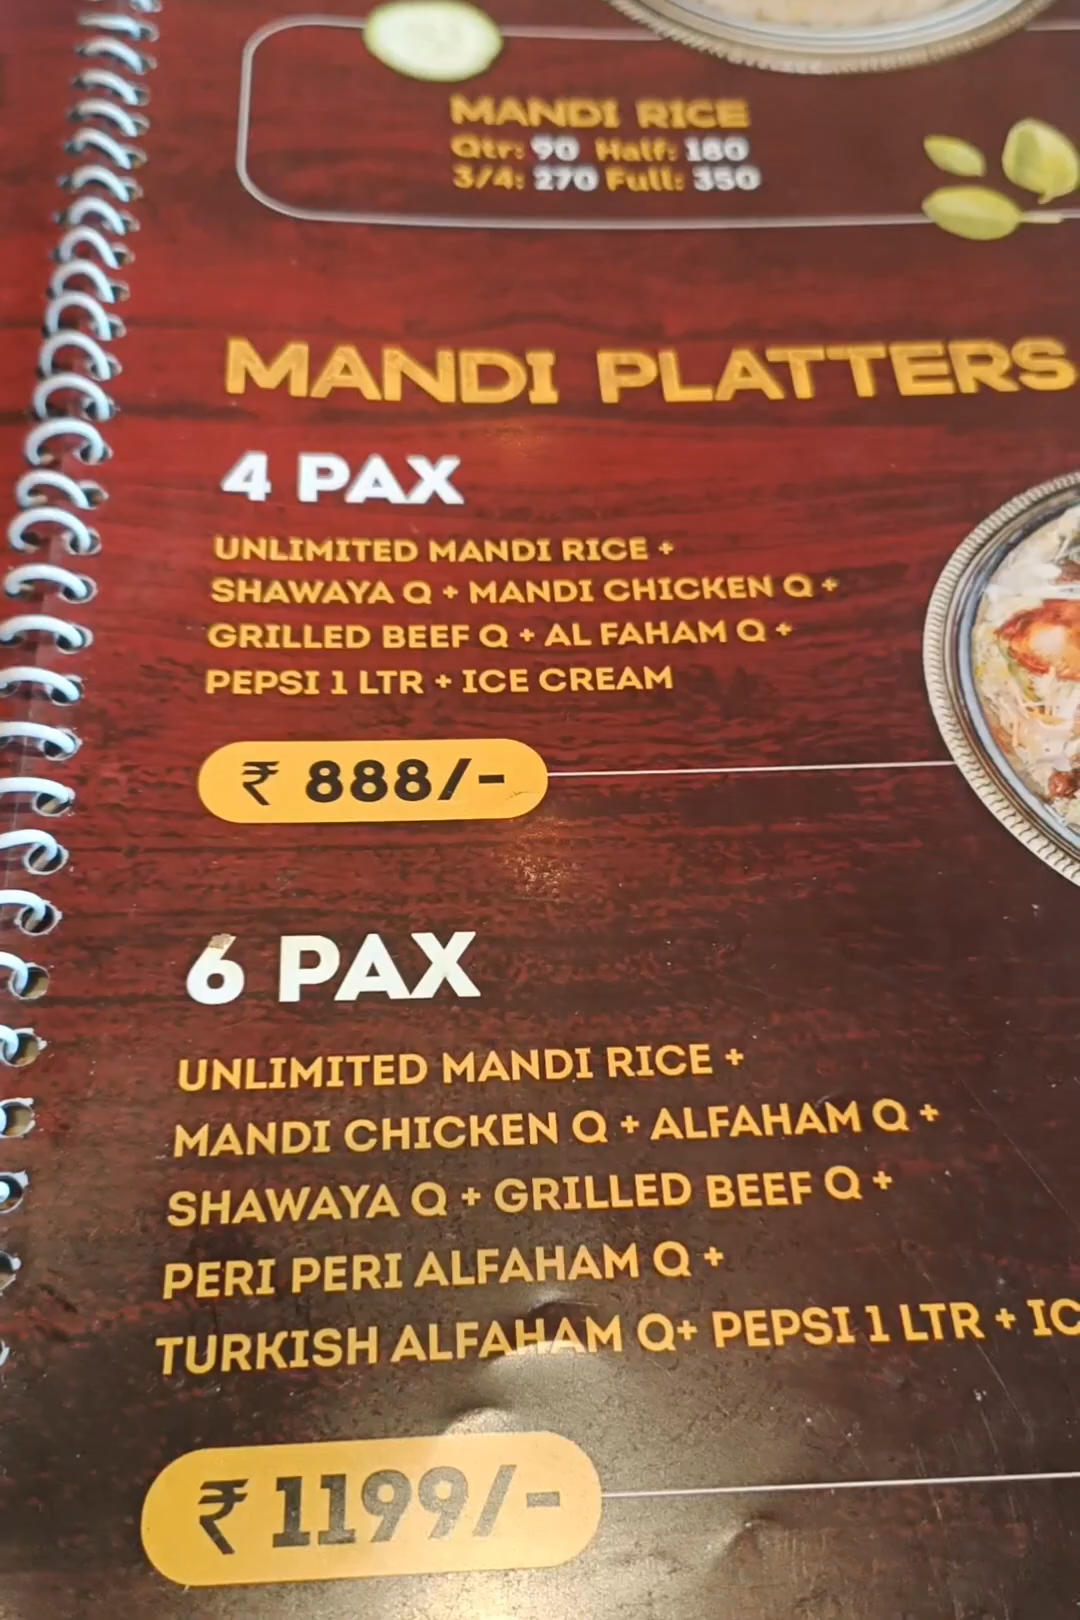 MANDI RICE
Qtr: 90 Half: 180
3/4: 270 Full: 350
MANDI PLATTERS
4 PAX
UNLIMITED MANDI RICE +
SHAWAYA Q + MANDI CHICKEN Q +
GRILLED BEEF Q + AL FAHAM Q +
PEPSI 1 LTR + ICE CREAM
₹ 888/-
6 PAX
UNLIMITED MANDI RICE +
MANDI CHICKEN Q + ALFAHAM Q +
SHAWAYA Q + GRILLED BEEF Q +
PERI PERI ALFAHAM Q +
TURKISH ALFAHAM Q+ PEPSI 1 LTR + IC
₹ 1199/-